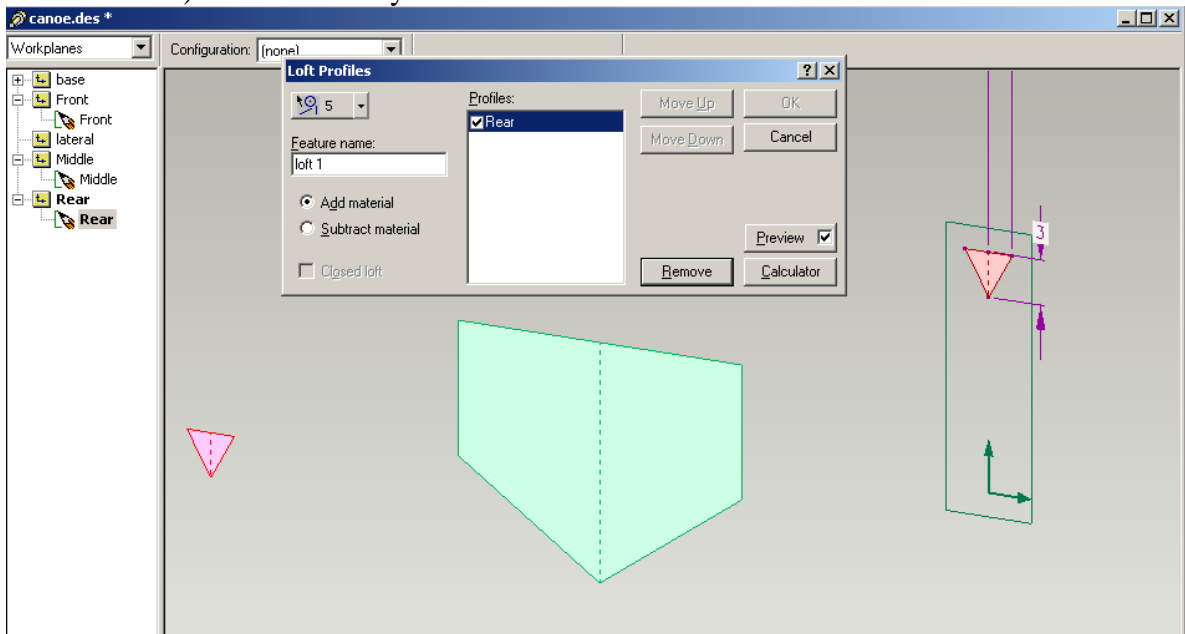 canoe.des *
Workplanes
Configuration: (none)
base
Front
Front
lateral
Middle
Middle
Rear
Rear
Loft Profiles
5
Feature name:
loft 1
Add material
Subtract material
Closed loft
Profiles:
Rear
Move Up
Move Down
Remove
OK
Cancel
Preview
Calculator
3